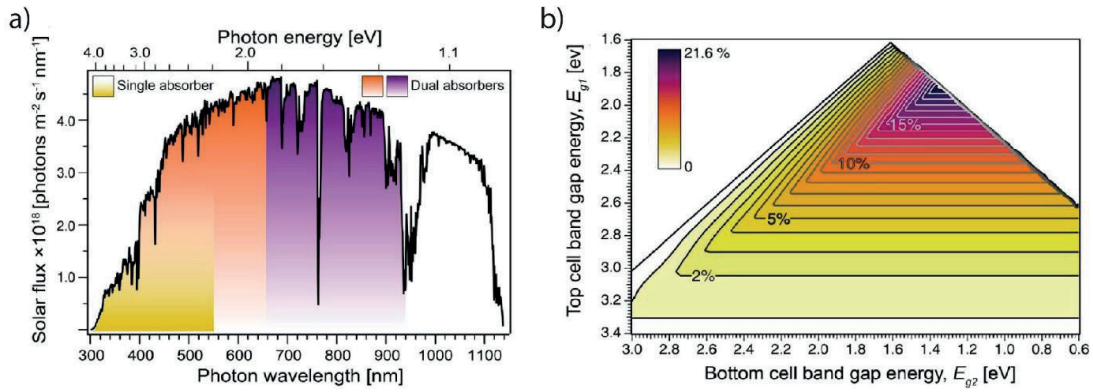 a)
Photon energy [eV]
4.0 3.0 2.0 1.1
Single absorber
Dual absorbers
Solar flux ×10¹⁸ [photons m⁻² s⁻¹ nm⁻¹]
4.0
3.0
2.0
1.0
300 400 500 600 700 800 900 1000 1100
Photon wavelength [nm]
b)
21.6 %
0
Top cell band gap energy, Eg1 [ev]
1.6
1.8
2.0
2.2
2.4
2.6
2.8
3.0
3.2
3.4
15%
10%
5%
2%
3.0 2.8 2.6 2.4 2.2 2.0 1.8 1.6 1.4 1.2 1.0 0.8 0.6
Bottom cell band gap energy, Eg2 [eV]